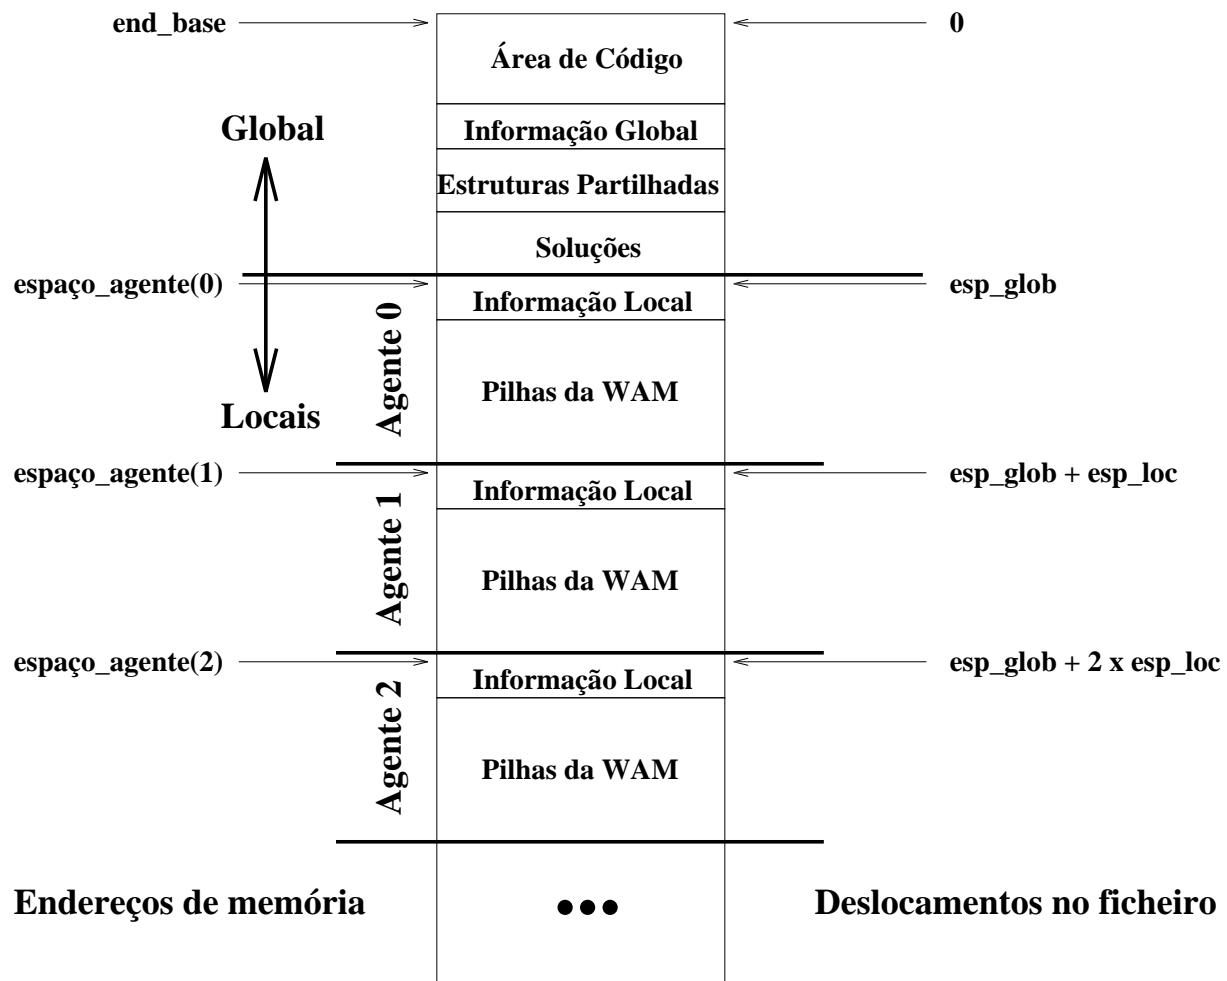 end_base
0
Área de Código
Global
Informação Global
Estruturas Partilhadas
Soluções
espaço_agente(0)
esp_glob
Informação Local
Agente 0
Pilhas da WAM
Locais
espaço_agente(1)
esp_glob + esp_loc
Informação Local
Agente 1
Pilhas da WAM
espaço_agente(2)
esp_glob + 2 x esp_loc
Informação Local
Agente 2
Pilhas da WAM
Endereços de memória
•••
Deslocamentos no ficheiro